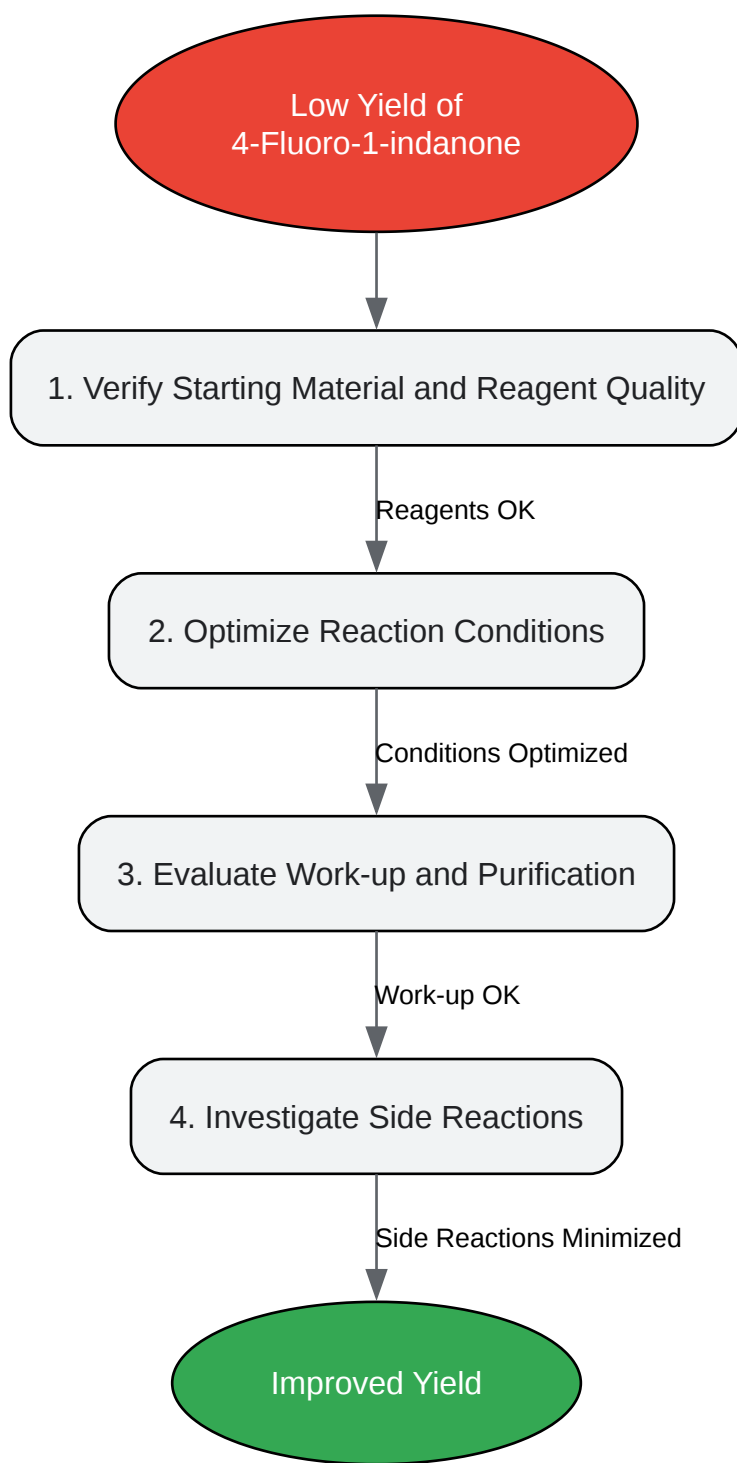 Low Yield of
4-Fluoro-1-indanone
1. Verify Starting Material and Reagent Quality
Reagents OK
2. Optimize Reaction Conditions
Conditions Optimized
3. Evaluate Work-up and Purification
Work-up OK
4. Investigate Side Reactions
Side Reactions Minimized
Improved Yield